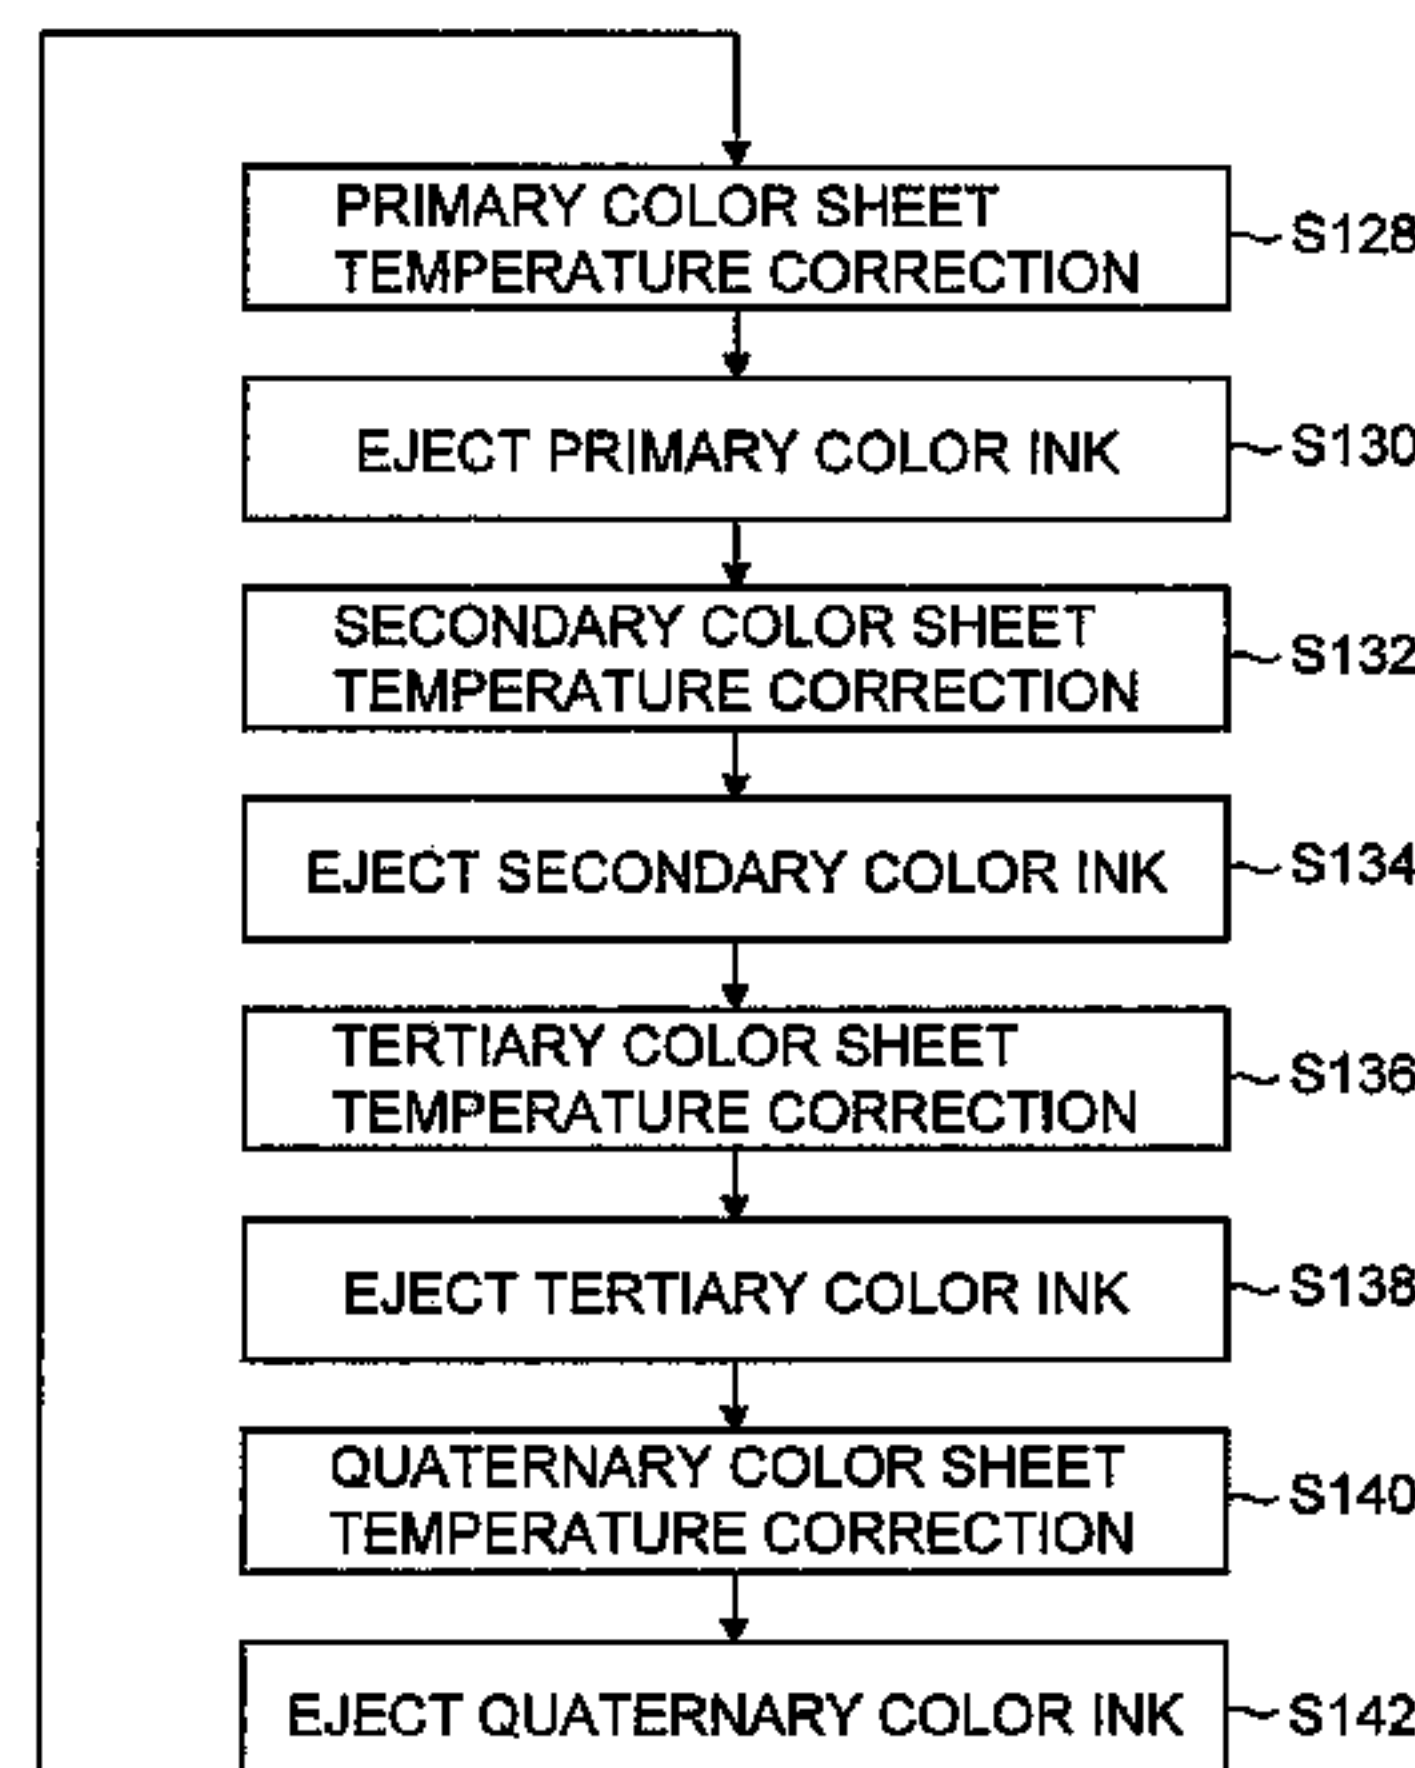 PRIMARY COLOR SHEET
TEMPERATURE CORRECTION
S128
EJECT PRIMARY COLOR INK
S130
SECONDARY COLOR SHEET
TEMPERATURE CORRECTION
S132
EJECT SECONDARY COLOR INK
S134
TERTIARY COLOR SHEET
TEMPERATURE CORRECTION
S136
EJECT TERTIARY COLOR INK
S138
QUATERNARY COLOR SHEET
TEMPERATURE CORRECTION
S140
EJECT QUATERNARY COLOR INK
S142